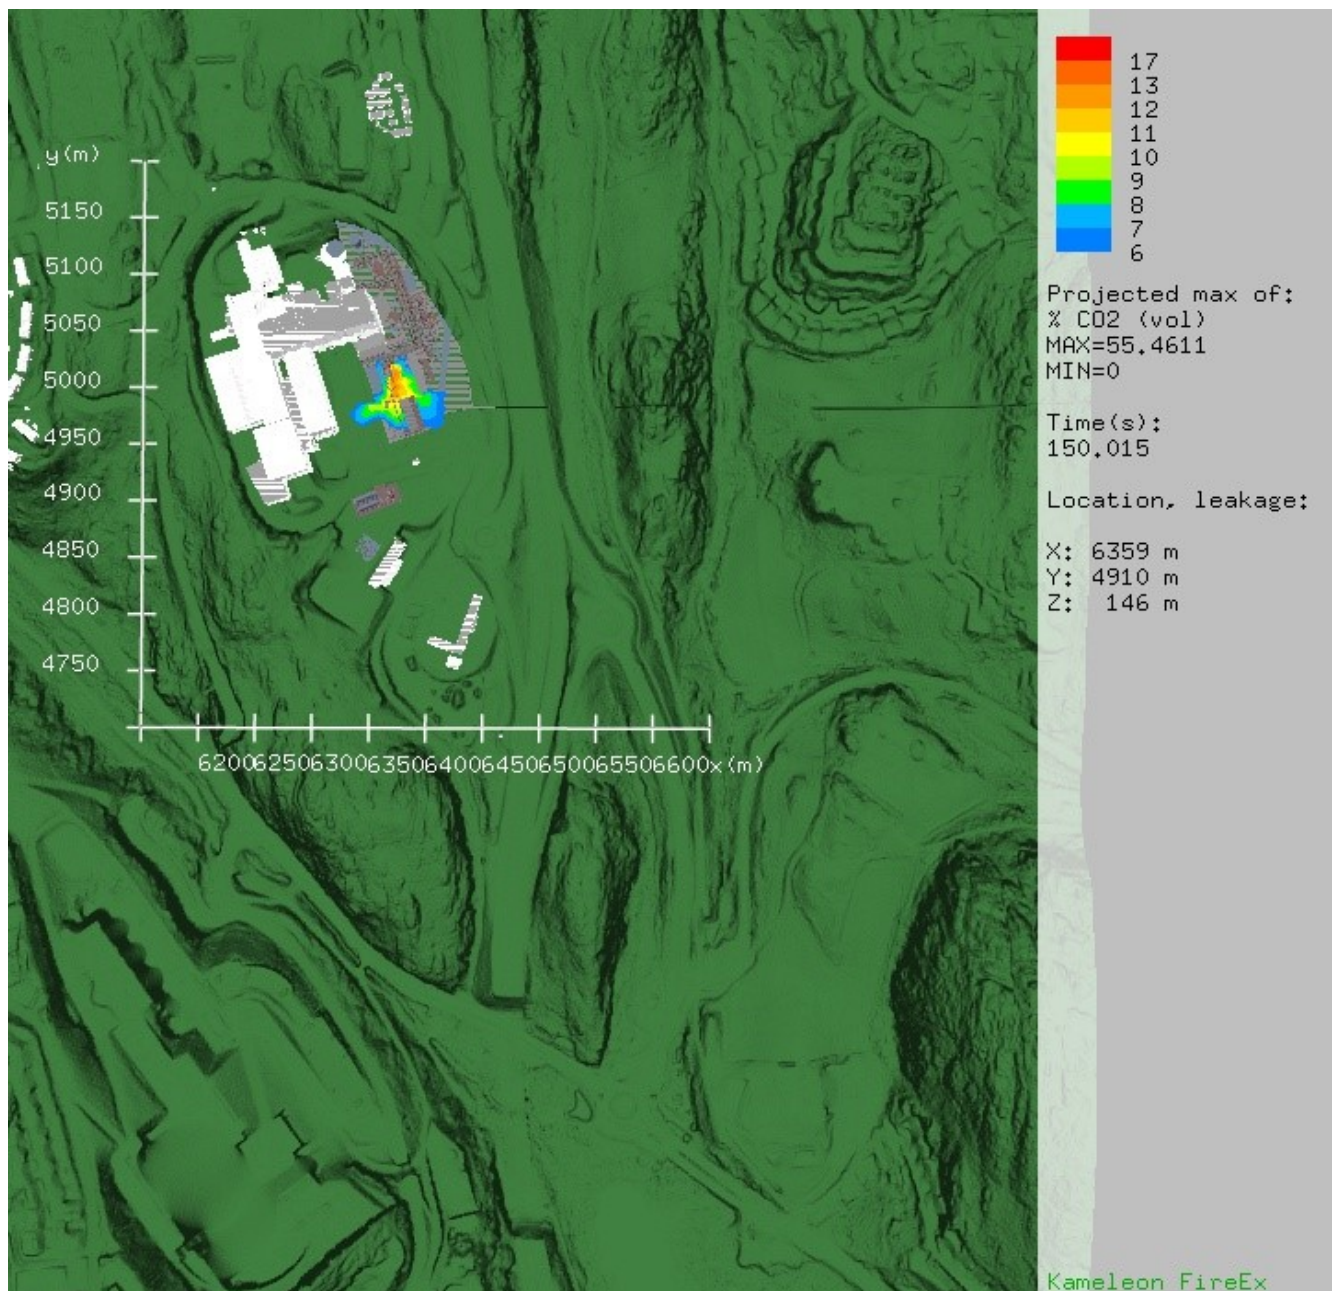 17
13
12
11
10
9
8
7
6
Projected max of:
% CO2 (vol)
MAX=55.4611
MIN=0
Time(s):
150.015
Location, leakage:
X: 6359 m
Y: 4910 m
Z: 146 m
y(m)
5150
5100
5050
5000
4950
4900
4850
4800
4750
620062506300635064006450650065506600x(m)
Kameleon FireEx